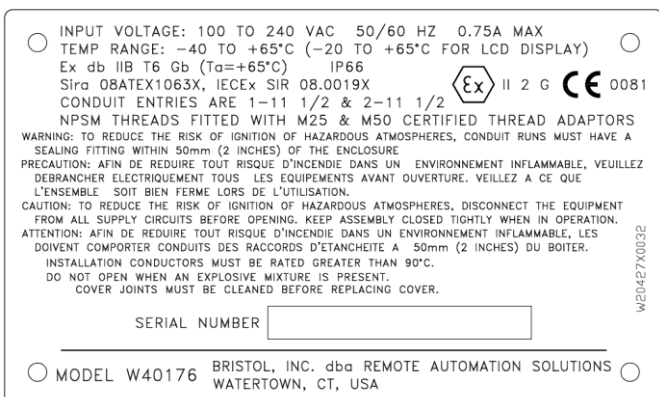 INPUT VOLTAGE: 100 TO 240 VAC 50/60 HZ 0.75A MAX
TEMP RANGE: −40 TO +65°C (−20 TO +65°C FOR LCD DISPLAY)
Ex db IIB T6 Gb (Ta=+65°C) IP66
Sira 08ATEX1063X, IECEx SIR 08.0019X Ex II 2 G CE 0081
CONDUIT ENTRIES ARE 1-11 1/2 & 2-11 1/2
NPSM THREADS FITTED WITH M25 & M50 CERTIFIED THREAD ADAPTORS
WARNING: TO REDUCE THE RISK OF IGNITION OF HAZARDOUS ATMOSPHERES, CONDUIT RUNS MUST HAVE A
SEALING FITTING WITHIN 50mm (2 INCHES) OF THE ENCLOSURE
PRECAUTION: AFIN DE REDUIRE TOUT RISQUE D'INCENDIE DANS UN ENVIRONNEMENT INFLAMMABLE, VEUILLEZ
DEBRANCHER ELECTRIQUEMENT TOUS LES EQUIPEMENTS AVANT OUVERTURE. VEILLEZ A CE QUE
L'ENSEMBLE SOIT BIEN FERME LORS DE L'UTILISATION.
CAUTION: TO REDUCE THE RISK OF IGNITION OF HAZARDOUS ATMOSPHERES, DISCONNECT THE EQUIPMENT
FROM ALL SUPPLY CIRCUITS BEFORE OPENING. KEEP ASSEMBLY CLOSED TIGHTLY WHEN IN OPERATION.
ATTENTION: AFIN DE REDUIRE TOUT RISQUE D'INCENDIE DANS UN ENVIRONNEMENT INFLAMMABLE, LES
DOIVENT COMPORTER CONDUITS DES RACCORDS D'ETANCHEITE A 50mm (2 INCHES) DU BOITER.
INSTALLATION CONDUCTORS MUST BE RATED GREATER THAN 90°C.
DO NOT OPEN WHEN AN EXPLOSIVE MIXTURE IS PRESENT.
COVER JOINTS MUST BE CLEANED BEFORE REPLACING COVER.
W20427X0032
SERIAL NUMBER
MODEL W40176
BRISTOL, INC. dba REMOTE AUTOMATION SOLUTIONS
WATERTOWN, CT, USA